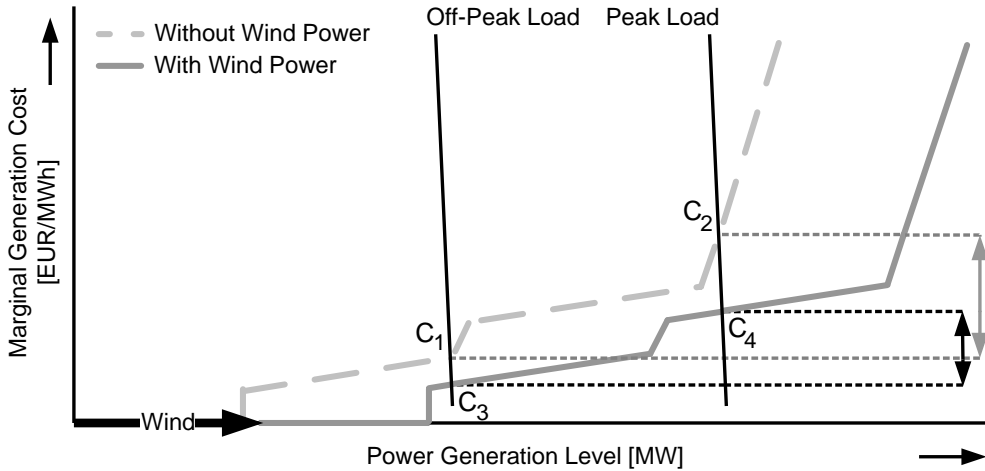 Off-Peak Load
Peak Load
Without Wind Power
With Wind Power
Marginal Generation Cost
[EUR/MWh]
C2
C1
C4
C3
Wind
Power Generation Level [MW]